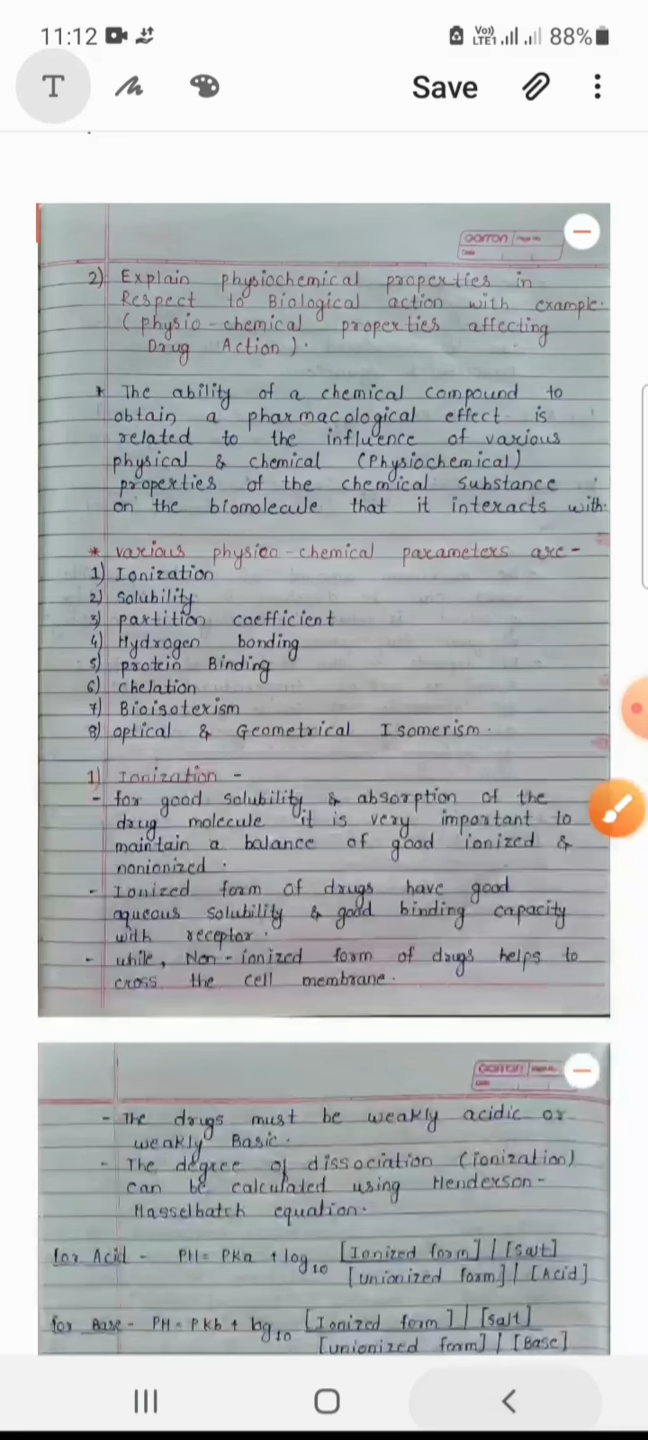 11:12
Vo))
LTE1
88%
T
Save
2) Explain physiochemical properties in
Respect to Biological action with example.
(physio-chemical properties affecting
Drug Action).
* The ability of a chemical compound to
obtain a pharmacological effect is
related to the influence of various
physical & chemical (Physiochemical)
properties of the chemical substance
on the biomolecule that it interacts with.
* various physico-chemical parameters are-
1) Ionization
2) Solubility
3) partition coefficient
4) Hydrogen bonding
5) protein Binding
6) chelation
7) Bioisoterism
8) optical & Geometrical Isomerism.
1) Ionization -
- for good solubility & absorption of the
drug molecule it is very important to
maintain a balance of good ionized &
nonionized.
- Ionized form of drugs have good
aqueous solubility & good binding capacity
with receptor.
- while, Non-ionized form of drugs helps to
cross the cell membrane.
- The drugs must be weakly acidic or
weakly Basic.
- The degree of dissociation (ionization)
can be calculated using Henderson-
Hasselbatch equation.
for Acid - PH= PKa + log10 [Ionized form] / [Salt]
[unionized form] / [Acid]
for Base- PH= PKb + log10 [Ionized form] / [Salt]
[unionized form] / [Base]